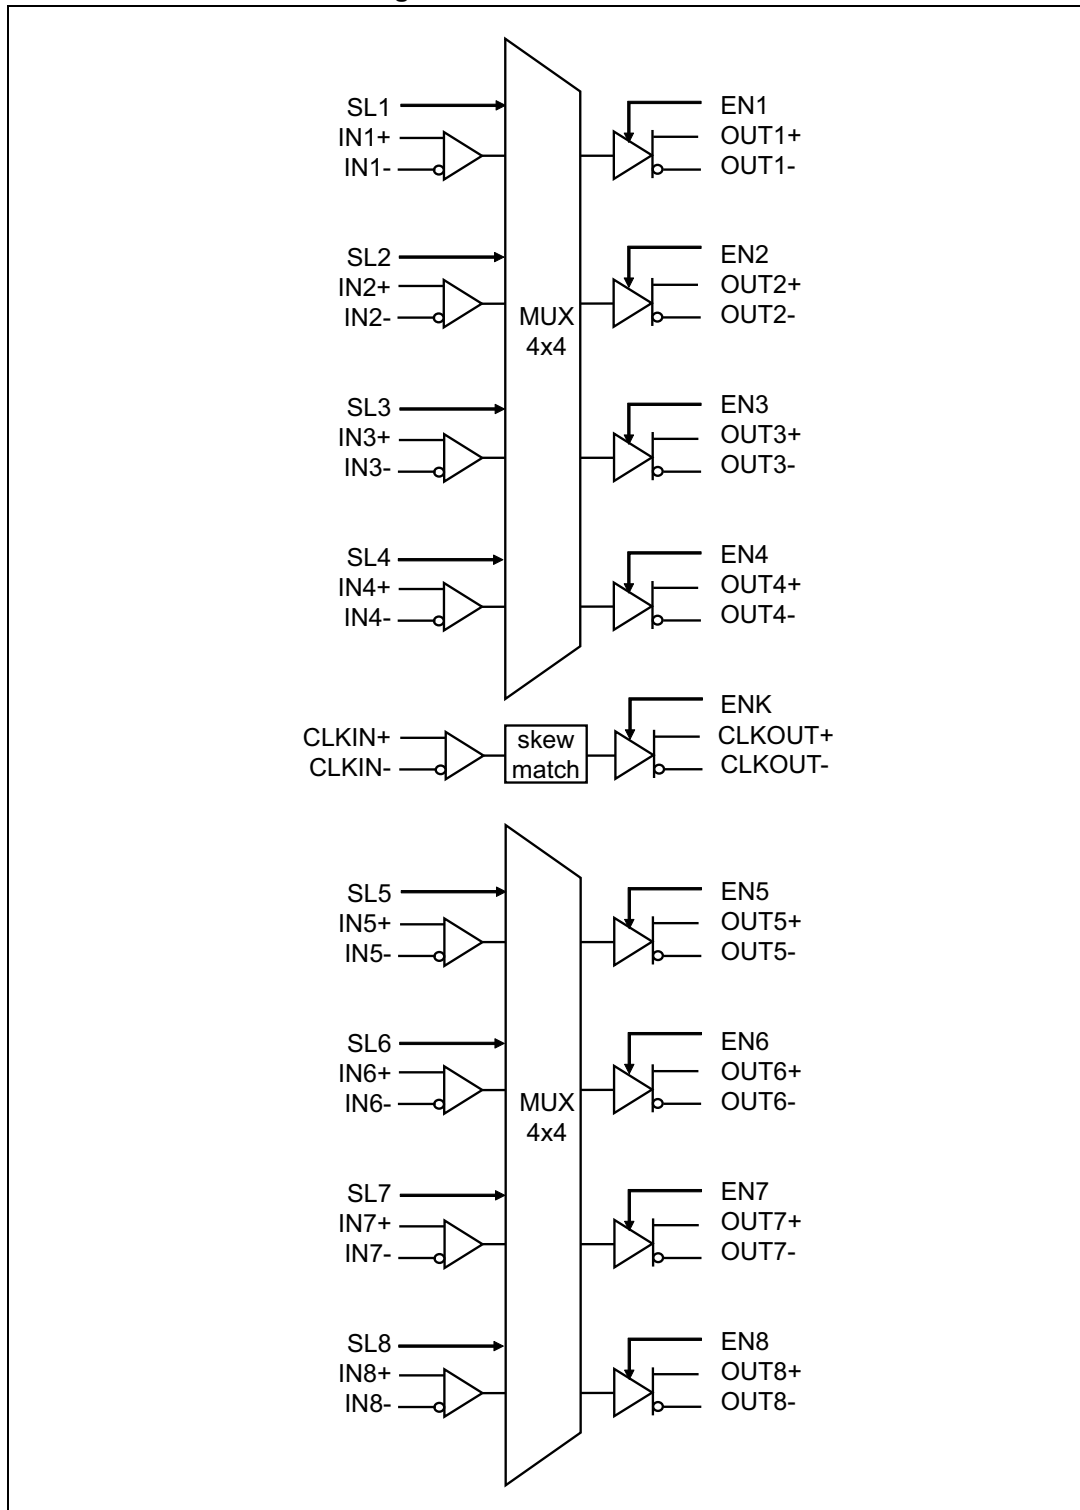 SL1
IN1+
IN1-
EN1
OUT1+
OUT1-
SL2
IN2+
IN2-
EN2
OUT2+
OUT2-
MUX
4x4
SL3
IN3+
IN3-
EN3
OUT3+
OUT3-
SL4
IN4+
IN4-
EN4
OUT4+
OUT4-
CLKIN+
CLKIN-
skew
match
ENK
CLKOUT+
CLKOUT-
SL5
IN5+
IN5-
EN5
OUT5+
OUT5-
SL6
IN6+
IN6-
EN6
OUT6+
OUT6-
MUX
4x4
SL7
IN7+
IN7-
EN7
OUT7+
OUT7-
SL8
IN8+
IN8-
EN8
OUT8+
OUT8-